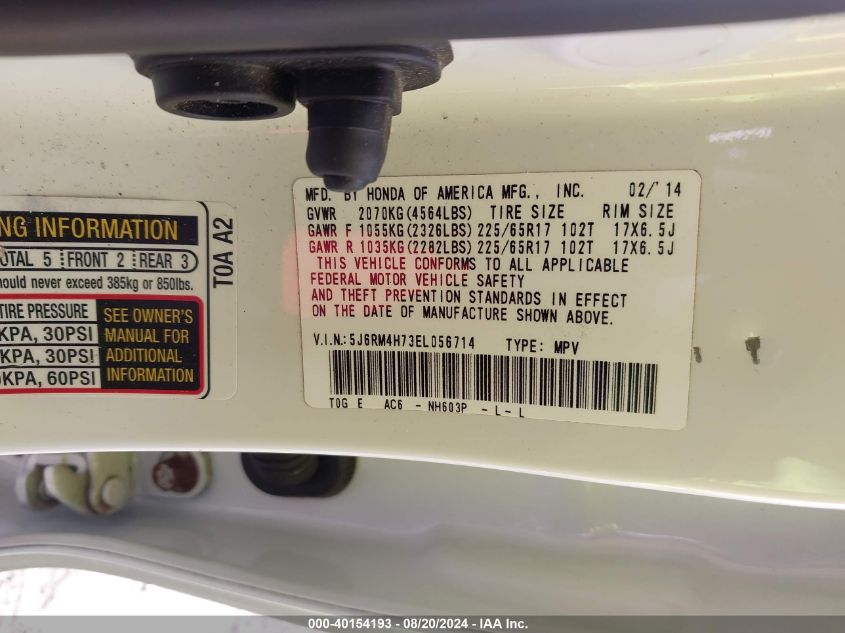 NG INFORMATION
OTAL 5 FRONT 2 REAR 3
hould never exceed 385kg or 850lbs.
TIRE PRESSURE
KPA, 30PSI
KPA, 30PSI
KPA, 60PSI
SEE OWNER'S
MANUAL FOR
ADDITIONAL
INFORMATION
T0A A2
MFD. BY HONDA OF AMERICA MFG., INC. 02/'14
GVWR 2070KG(4564LBS) TIRE SIZE RIM SIZE
GAWR F 1055KG(2326LBS) 225/65R17 102T 17X6.5J
GAWR R 1035KG(2282LBS) 225/65R17 102T 17X6.5J
THIS VEHICLE CONFORMS TO ALL APPLICABLE
FEDERAL MOTOR VEHICLE SAFETY
AND THEFT PREVENTION STANDARDS IN EFFECT
ON THE DATE OF MANUFACTURE SHOWN ABOVE.
V.I.N.:5J6RM4H73EL056714 TYPE: MPV
T0G E AC6 - NH603P - L- L
000-40154193 - 08/20/2024 - IAA Inc.